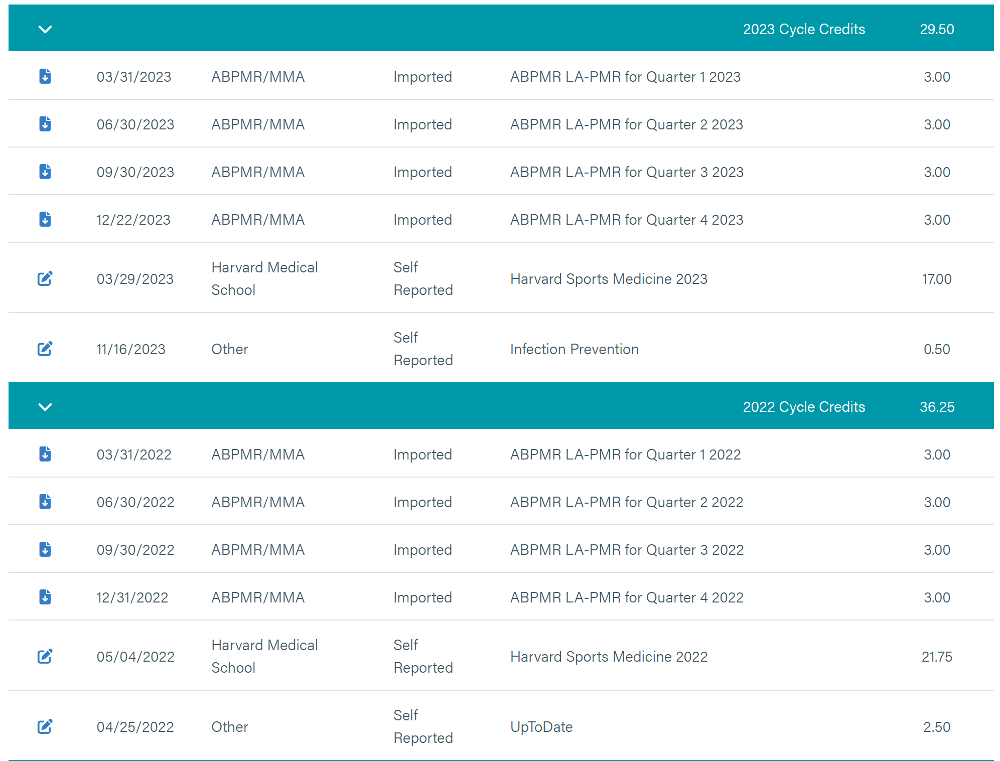 2023 Cycle Credits 29.50
03/31/2023 ABPMR/MMA Imported ABPMR LA-PMR for Quarter 1 2023 3.00
06/30/2023 ABPMR/MMA Imported ABPMR LA-PMR for Quarter 2 2023 3.00
09/30/2023 ABPMR/MMA Imported ABPMR LA-PMR for Quarter 3 2023 3.00
12/22/2023 ABPMR/MMA Imported ABPMR LA-PMR for Quarter 4 2023 3.00
03/29/2023 Harvard Medical School Self Reported Harvard Sports Medicine 2023 17.00
11/16/2023 Other Self Reported Infection Prevention 0.50
2022 Cycle Credits 36.25
03/31/2022 ABPMR/MMA Imported ABPMR LA-PMR for Quarter 1 2022 3.00
06/30/2022 ABPMR/MMA Imported ABPMR LA-PMR for Quarter 2 2022 3.00
09/30/2022 ABPMR/MMA Imported ABPMR LA-PMR for Quarter 3 2022 3.00
12/31/2022 ABPMR/MMA Imported ABPMR LA-PMR for Quarter 4 2022 3.00
05/04/2022 Harvard Medical School Self Reported Harvard Sports Medicine 2022 21.75
04/25/2022 Other Self Reported UpToDate 2.50